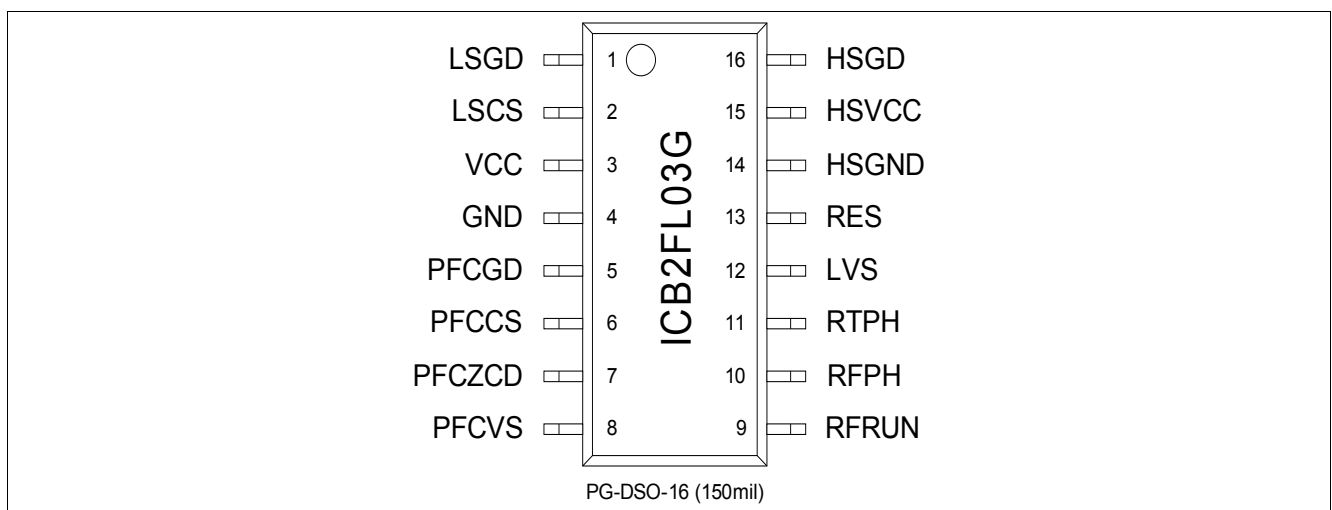 LSGD 1 16 HSGD
LSCS 2 15 HSVCC
VCC 3 14 HSGND
GND 4 13 RES
PFCGD 5 12 LVS
PFCCS 6 11 RTPH
PFCZCD 7 10 RFPH
PFCVS 8 9 RFRUN
ICB2FL03G
PG-DSO-16 (150mil)